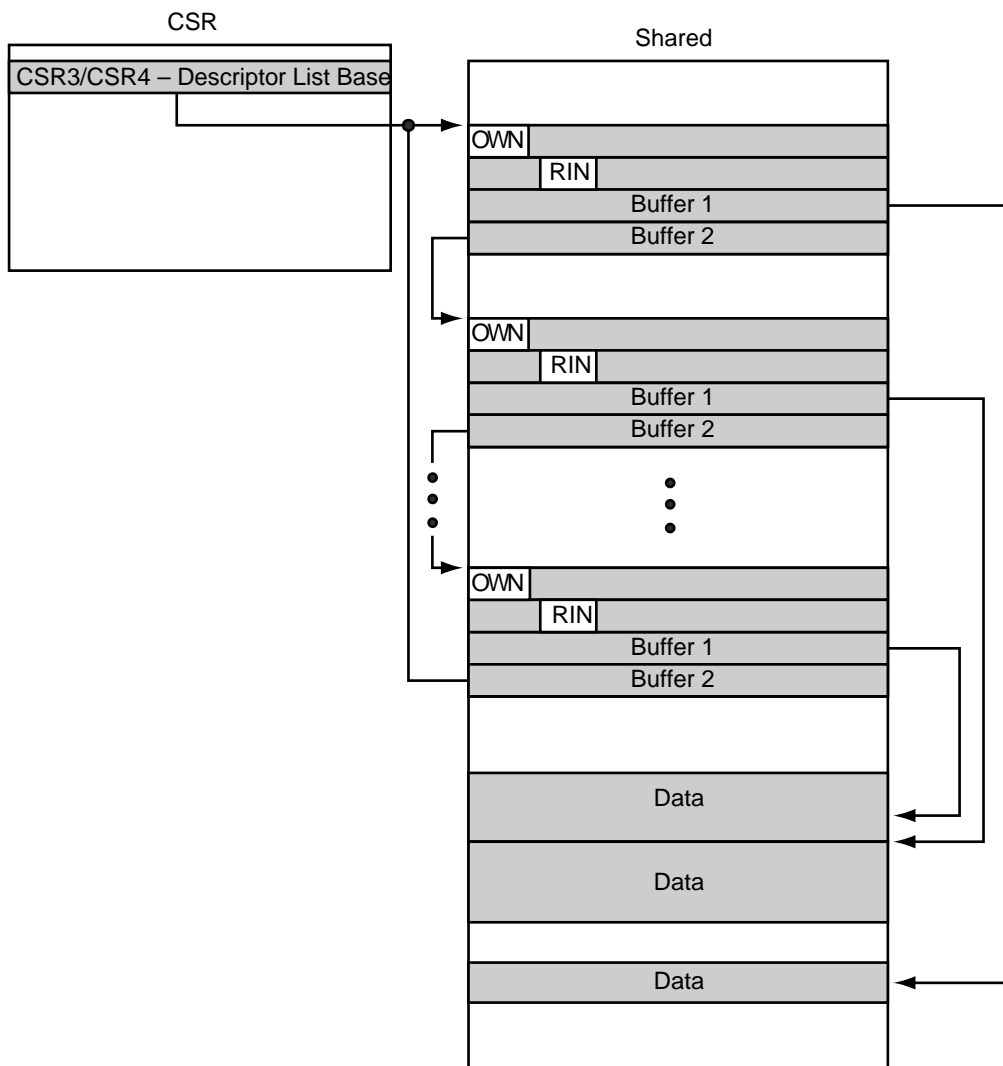 CSR
CSR3/CSR4 – Descriptor List Base
Shared
OWN
RIN
Buffer 1
Buffer 2
OWN
RIN
Buffer 1
Buffer 2
OWN
RIN
Buffer 1
Buffer 2
Data
Data
Data